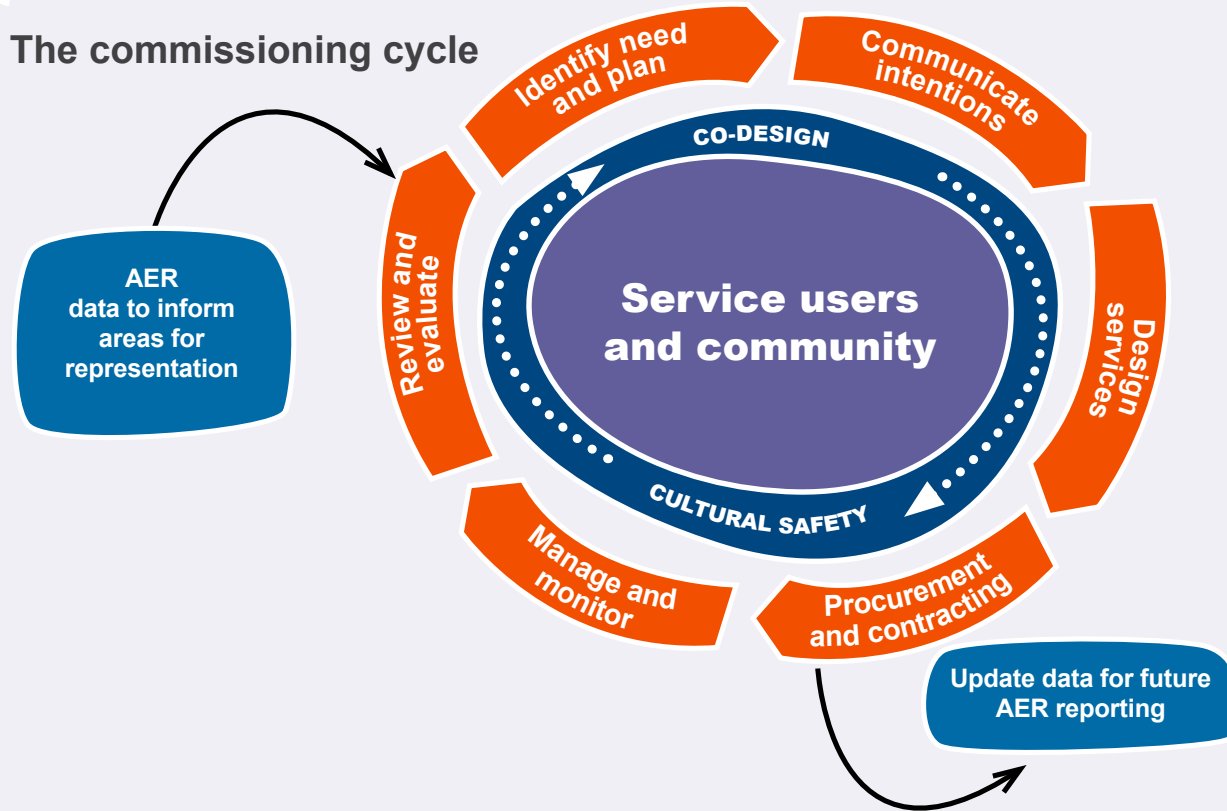 The commissioning cycle
Identify need
and plan
Communicate
intentions
Design
services
Procurement
and contracting
Manage and
monitor
Review and
evaluate
CO-DESIGN
Service users
and community
CULTURAL SAFETY
AER
data to inform
areas for
representation
Update data for future
AER reporting